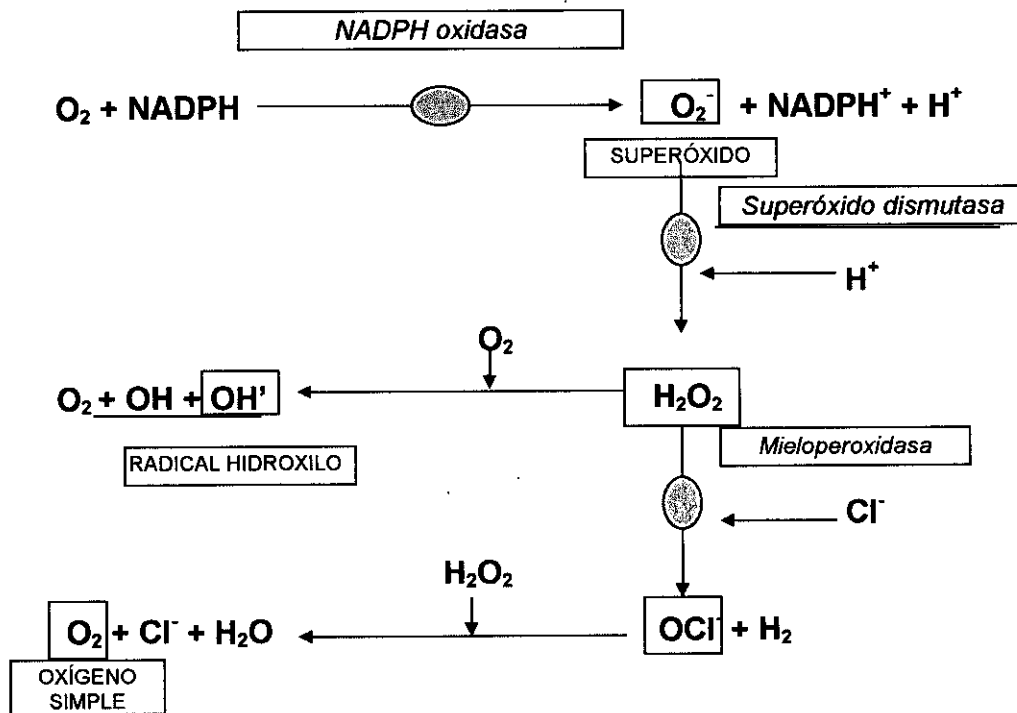 NADPH oxidasa
O₂ + NADPH
O₂⁻ + NADPH⁺ + H⁺
SUPERÓXIDO
Superóxido dismutasa
H⁺
O₂
O₂ + OH + OH'
H₂O₂
RADICAL HIDROXILO
Mieloperoxidasa
Cl⁻
H₂O₂
O₂ + Cl⁻ + H₂O
OCl⁻ + H₂
OXÍGENO
SIMPLE